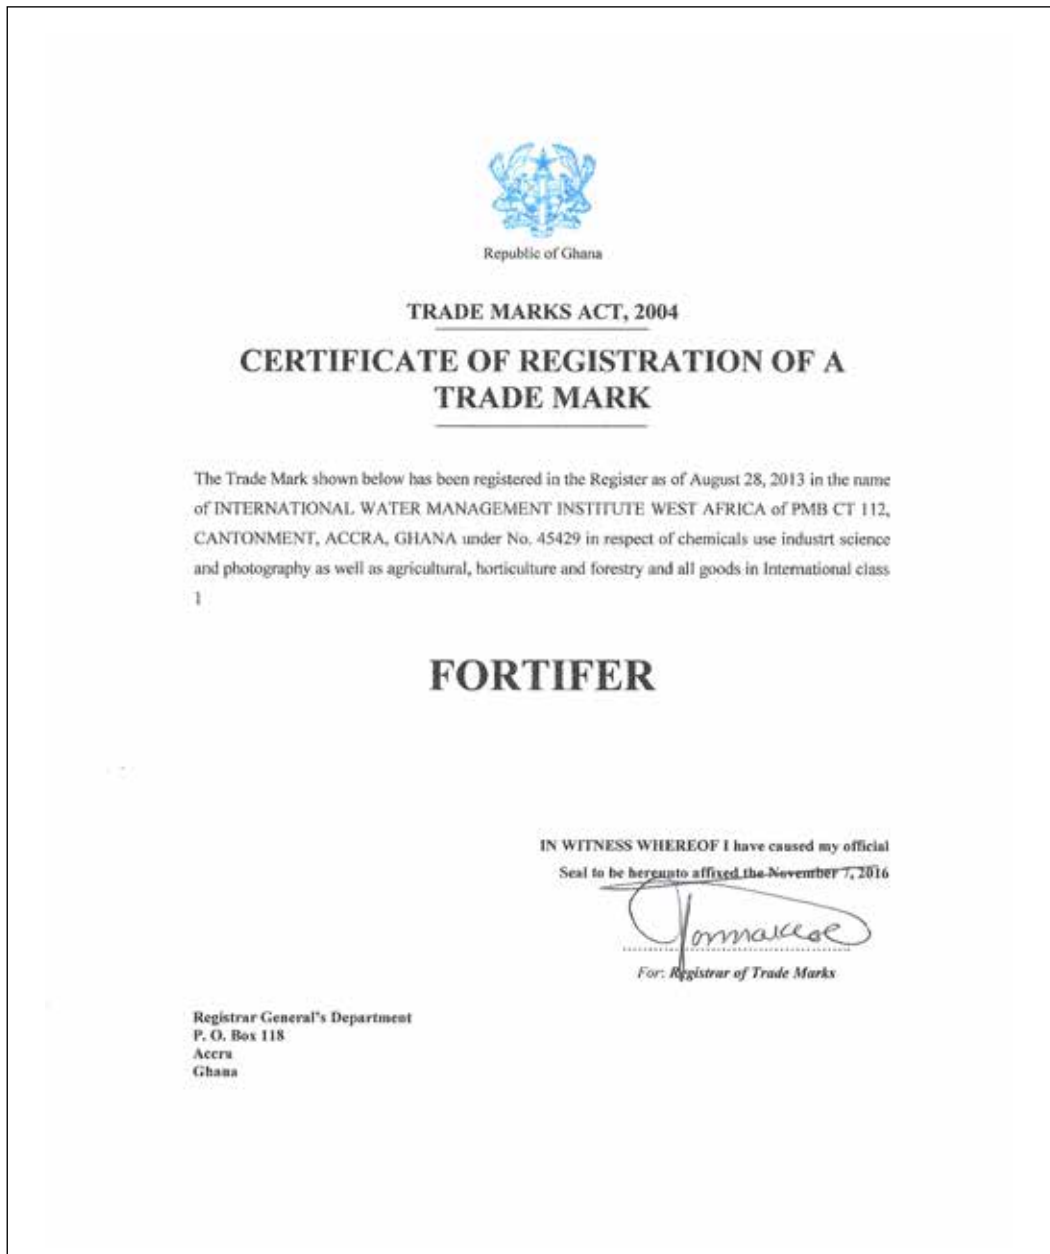 Republic of Ghana
TRADE MARKS ACT, 2004
CERTIFICATE OF REGISTRATION OF A
TRADE MARK
The Trade Mark shown below has been registered in the Register as of August 28, 2013 in the name
of INTERNATIONAL WATER MANAGEMENT INSTITUTE WEST AFRICA of PMB CT 112,
CANTONMENT, ACCRA, GHANA under No. 45429 in respect of chemicals use industrt science
and photography as well as agricultural, horticulture and forestry and all goods in International class
1
FORTIFER
IN WITNESS WHEREOF I have caused my official
Seal to be hereunto affixed the November 7, 2016
For: Registrar of Trade Marks
Registrar General's Department
P. O. Box 118
Accra
Ghana